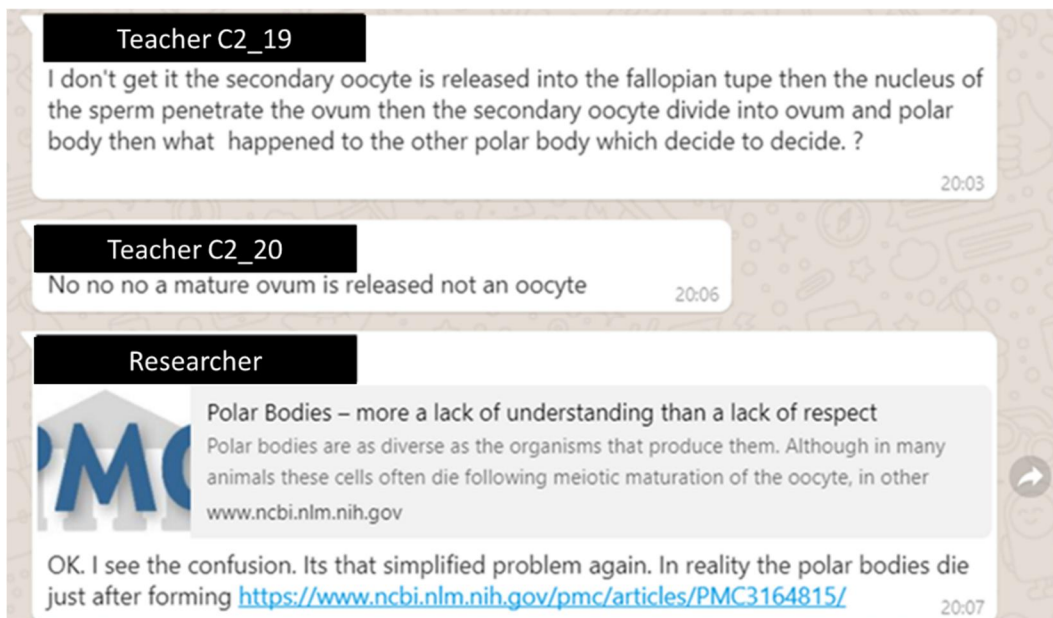 Teacher C2_19
I don't get it the secondary oocyte is released into the fallopian tupe then the nucleus of
the sperm penetrate the ovum then the secondary oocyte divide into ovum and polar
body then what happened to the other polar body which decide to decide. ?
20:03
Teacher C2_20
No no no a mature ovum is released not an oocyte
20:06
Researcher
PMC
Polar Bodies – more a lack of understanding than a lack of respect
Polar bodies are as diverse as the organisms that produce them. Although in many
animals these cells often die following meiotic maturation of the oocyte, in other
www.ncbi.nlm.nih.gov
OK. I see the confusion. Its that simplified problem again. In reality the polar bodies die
just after forming https://www.ncbi.nlm.nih.gov/pmc/articles/PMC3164815/
20:07